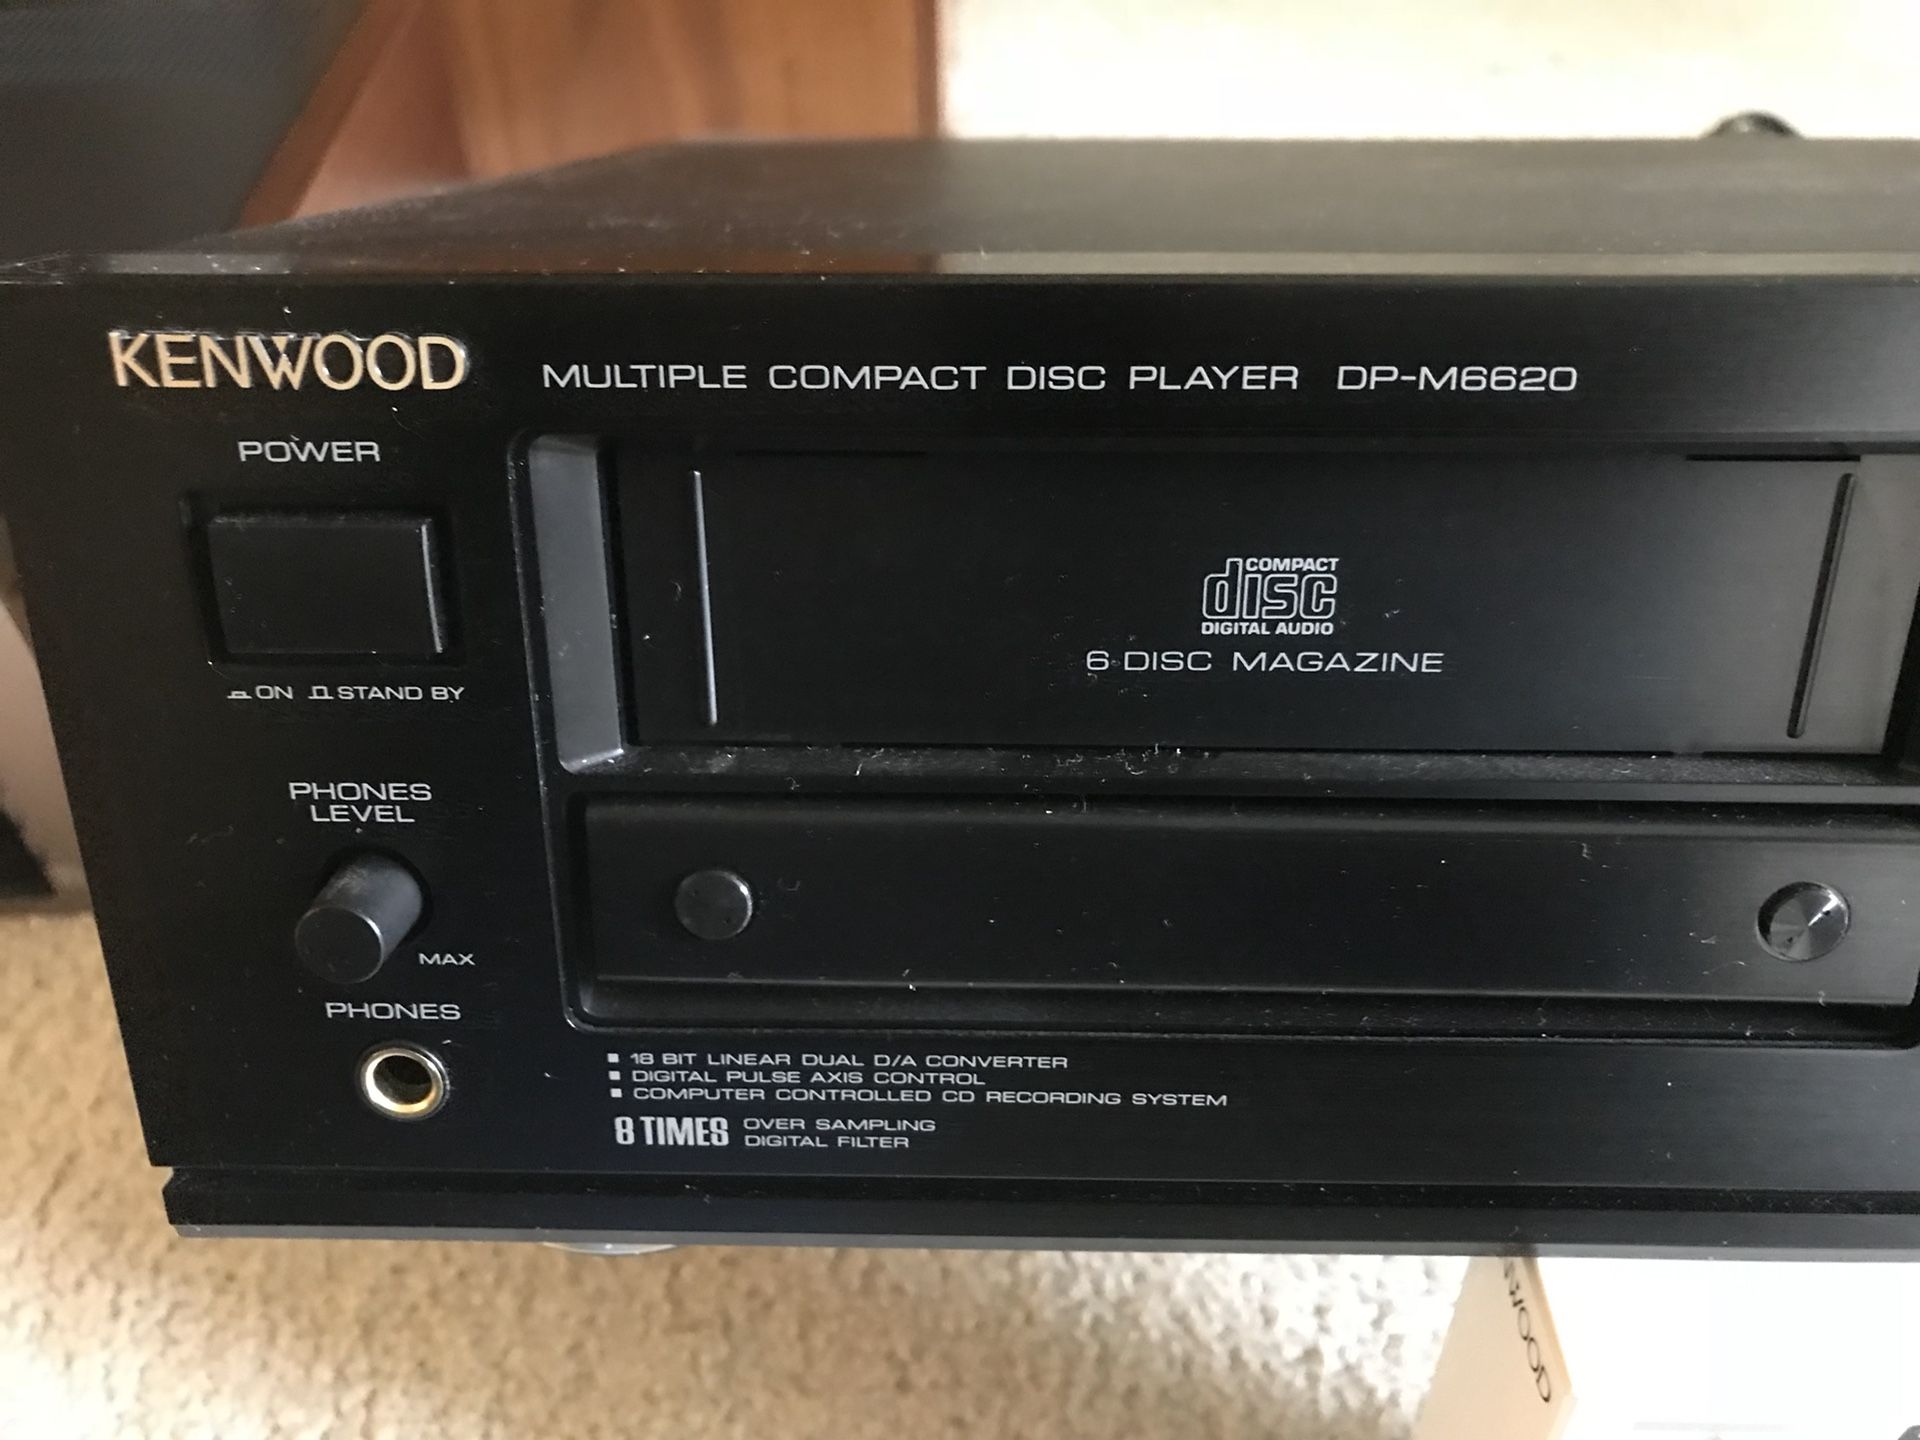 KENWOOD
MULTIPLE COMPACT DISC PLAYER DP-M6620
POWER
ON STAND BY
COMPACT
disc
DIGITAL AUDIO
6-DISC MAGAZINE
PHONES
LEVEL
MAX
PHONES
18 BIT LINEAR DUAL D/A CONVERTER
DIGITAL PULSE AXIS CONTROL
COMPUTER CONTROLLED CD RECORDING SYSTEM
8 TIMES OVER SAMPLING
DIGITAL FILTER